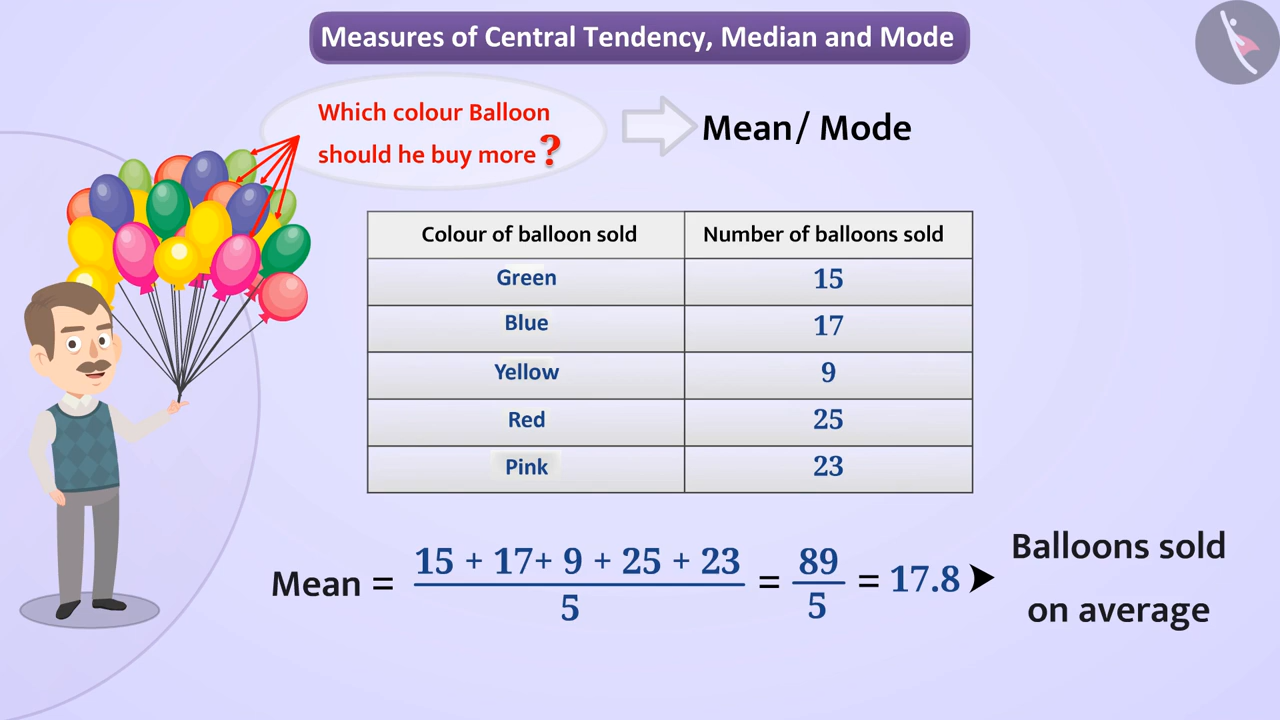 Measures of Central Tendency, Median and Mode
Which colour Balloon
should he buy more ?
Mean/ Mode
Colour of balloon sold Number of balloons sold
Green 15
Blue 17
Yellow 9
Red 25
Pink 23
Mean = 15 + 17+ 9 + 25 + 23 / 5 = 89 / 5 = 17.8
Balloons sold
on average